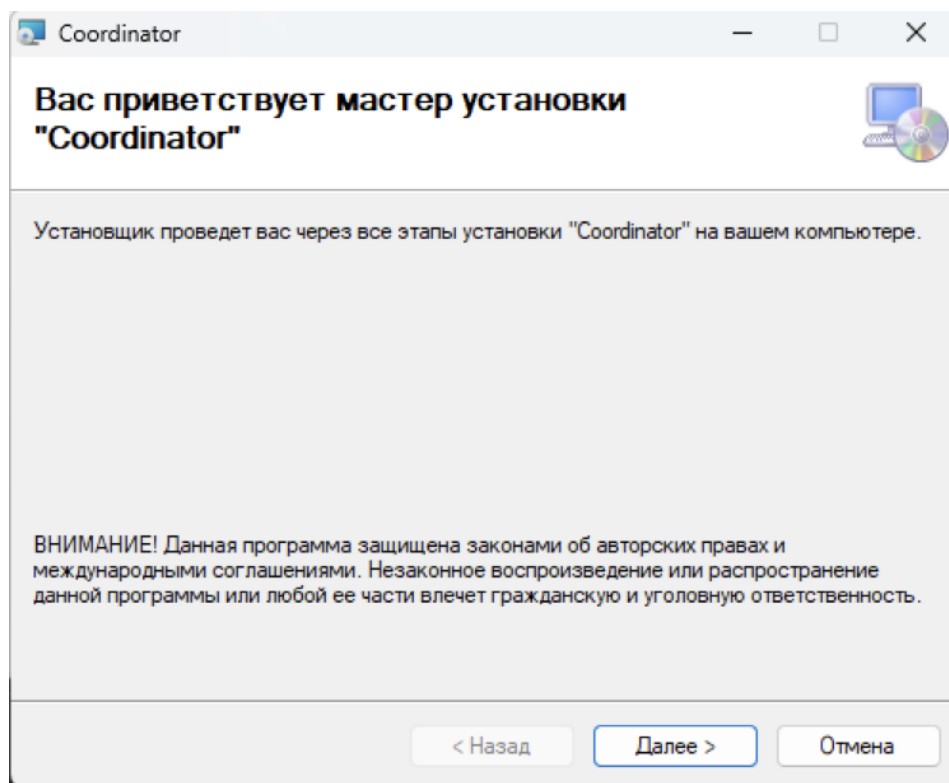 Coordinator
Вас приветствует мастер установки
"Coordinator"
Установщик проведет вас через все этапы установки "Coordinator" на вашем компьютере.
ВНИМАНИЕ! Данная программа защищена законами об авторских правах и
международными соглашениями. Незаконное воспроизведение или распространение
данной программы или любой ее части влечет гражданскую и уголовную ответственность.
< Назад
Далее >
Отмена